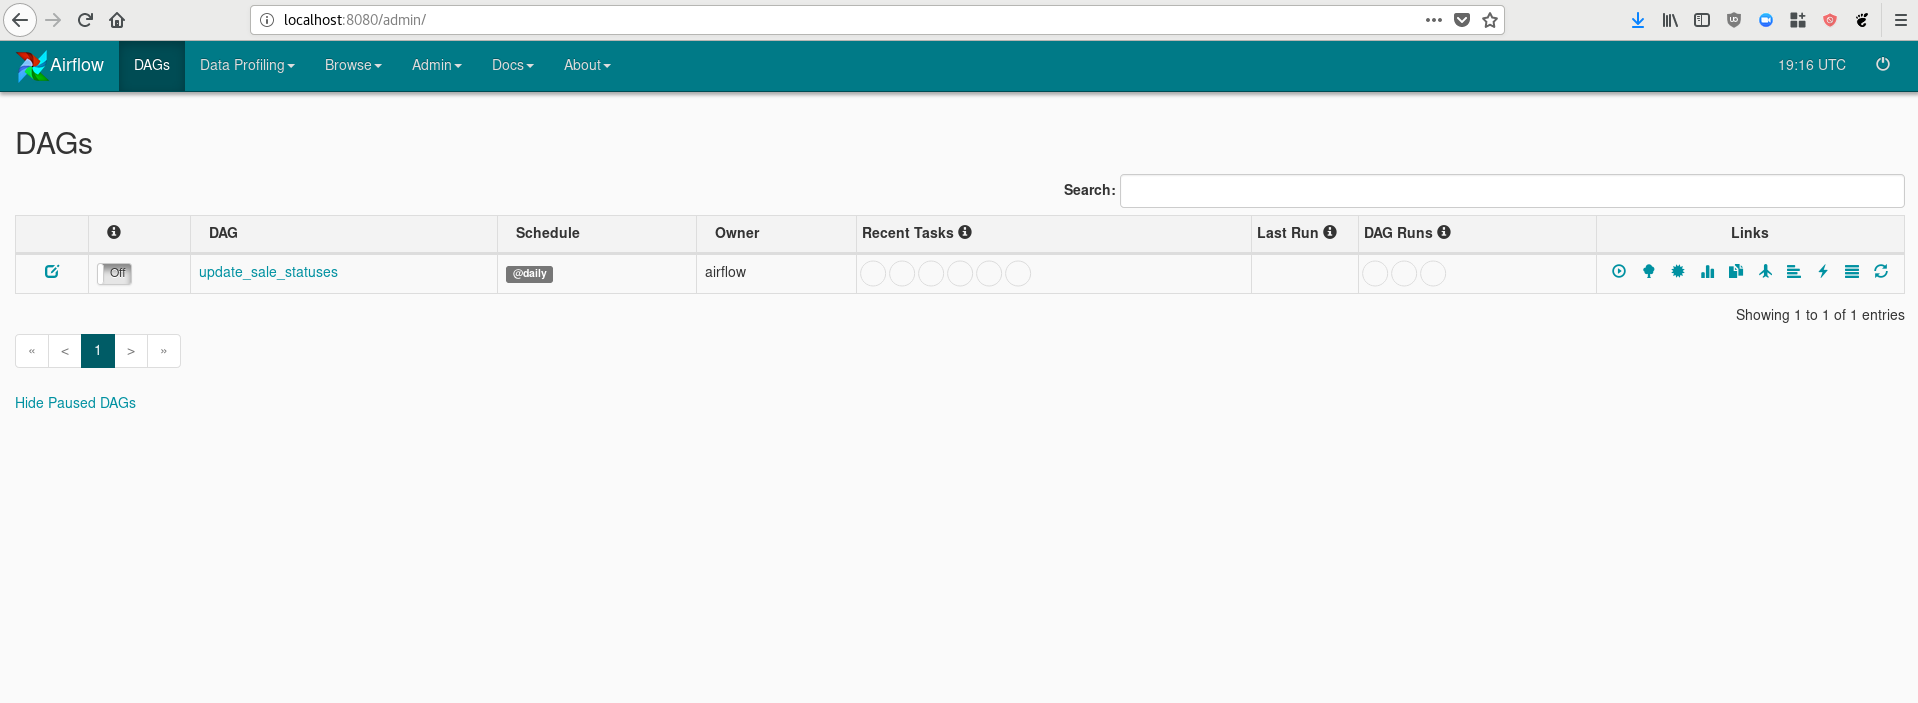 localhost:8080/admin/
Airflow DAGs Data Profiling Browse Admin Docs About 19:16 UTC
DAGs
Search:
DAG Schedule Owner Recent Tasks Last Run DAG Runs Links
Off update_sale_statuses @daily airflow
Showing 1 to 1 of 1 entries
« < 1 > »
Hide Paused DAGs